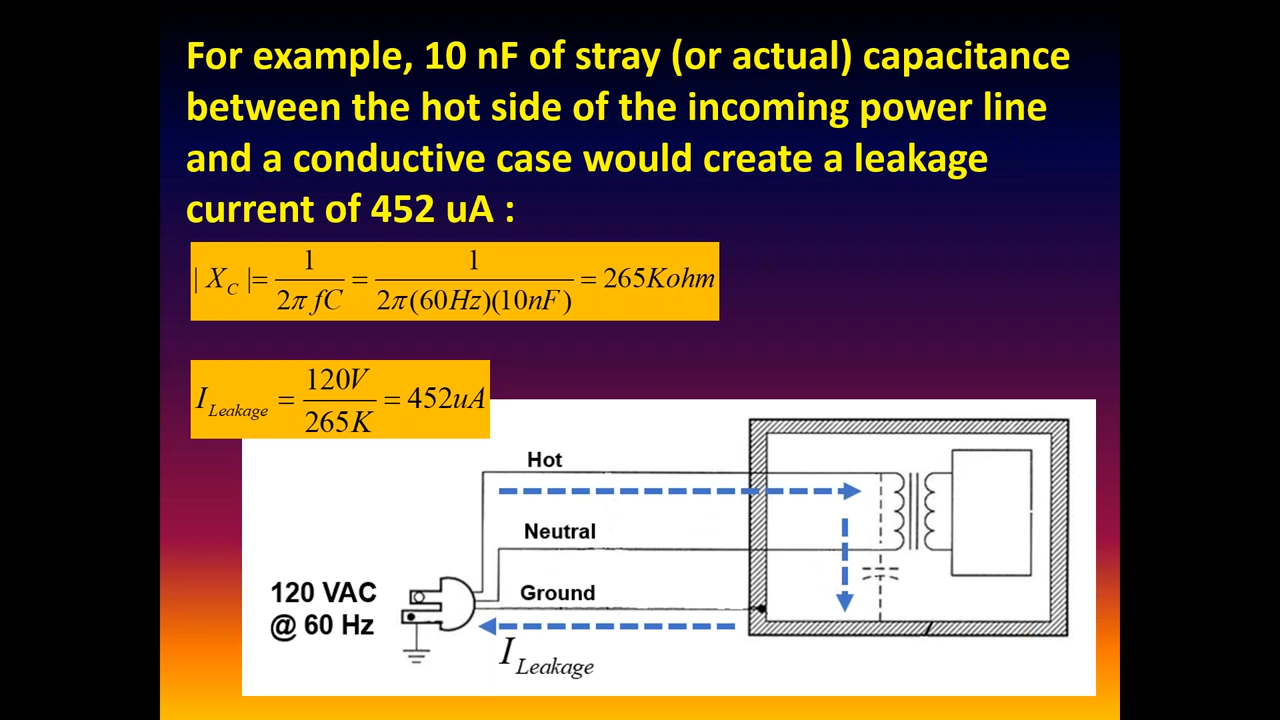 For example, 10 nF of stray (or actual) capacitance
between the hot side of the incoming power line
and a conductive case would create a leakage
current of 452 uA :
| X_C |= 1/(2π fC) = 1/(2π(60Hz)(10nF)) = 265Kohm
I_Leakage = 120V/265K = 452uA
Hot
Neutral
Ground
120 VAC
@ 60 Hz
I_Leakage